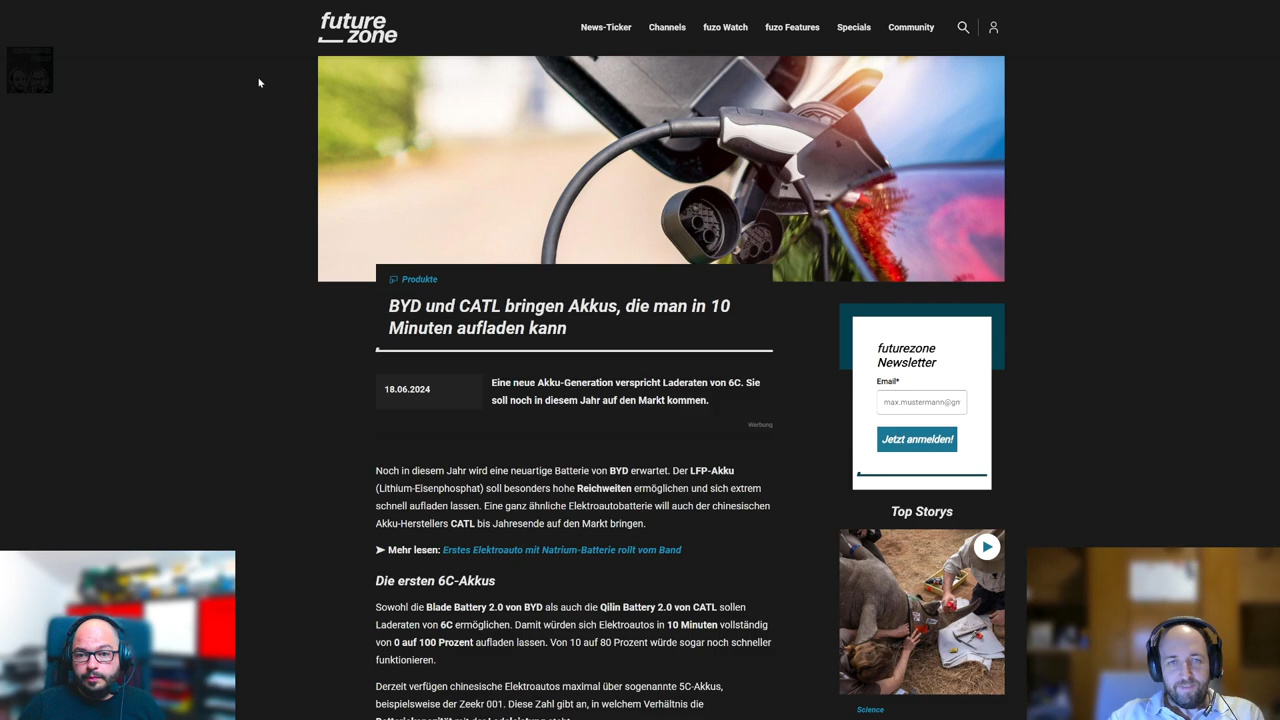 future
zone
News-Ticker
Channels
fuzo Watch
fuzo Features
Specials
Community
Produkte
BYD und CATL bringen Akkus, die man in 10
Minuten aufladen kann
18.06.2024
Eine neue Akku-Generation verspricht Laderaten von 6C. Sie
soll noch in diesem Jahr auf den Markt kommen.
Werbung
Noch in diesem Jahr wird eine neuartige Batterie von BYD erwartet. Der LFP-Akku
(Lithium-Eisenphosphat) soll besonders hohe Reichweiten ermöglichen und sich extrem
schnell aufladen lassen. Eine ganz ähnliche Elektroautobatterie will auch der chinesischen
Akku-Herstellers CATL bis Jahresende auf den Markt bringen.
➤ Mehr lesen: Erstes Elektroauto mit Natrium-Batterie rollt vom Band
Die ersten 6C-Akkus
Sowohl die Blade Battery 2.0 von BYD als auch die Qilin Battery 2.0 von CATL sollen
Laderaten von 6C ermöglichen. Damit würden sich Elektroautos in 10 Minuten vollständig
von 0 auf 100 Prozent aufladen lassen. Von 10 auf 80 Prozent würde sogar noch schneller
funktionieren.
Derzeit verfügen chinesische Elektroautos maximal über sogenannte 5C-Akkus,
beispielsweise der Zeekr 001. Diese Zahl gibt an, in welchem Verhältnis die
Batteriekapazität mit der Ladeleistung steht.
futurezone
Newsletter
Email*
max.mustermann@gm
Jetzt anmelden!
Top Storys
Science